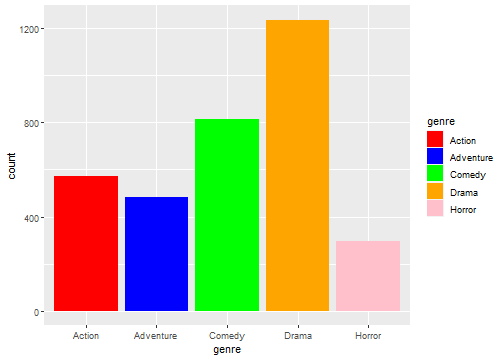 1200
800
400
0
count
Action Adventure Comedy Drama Horror
genre
genre
Action
Adventure
Comedy
Drama
Horror